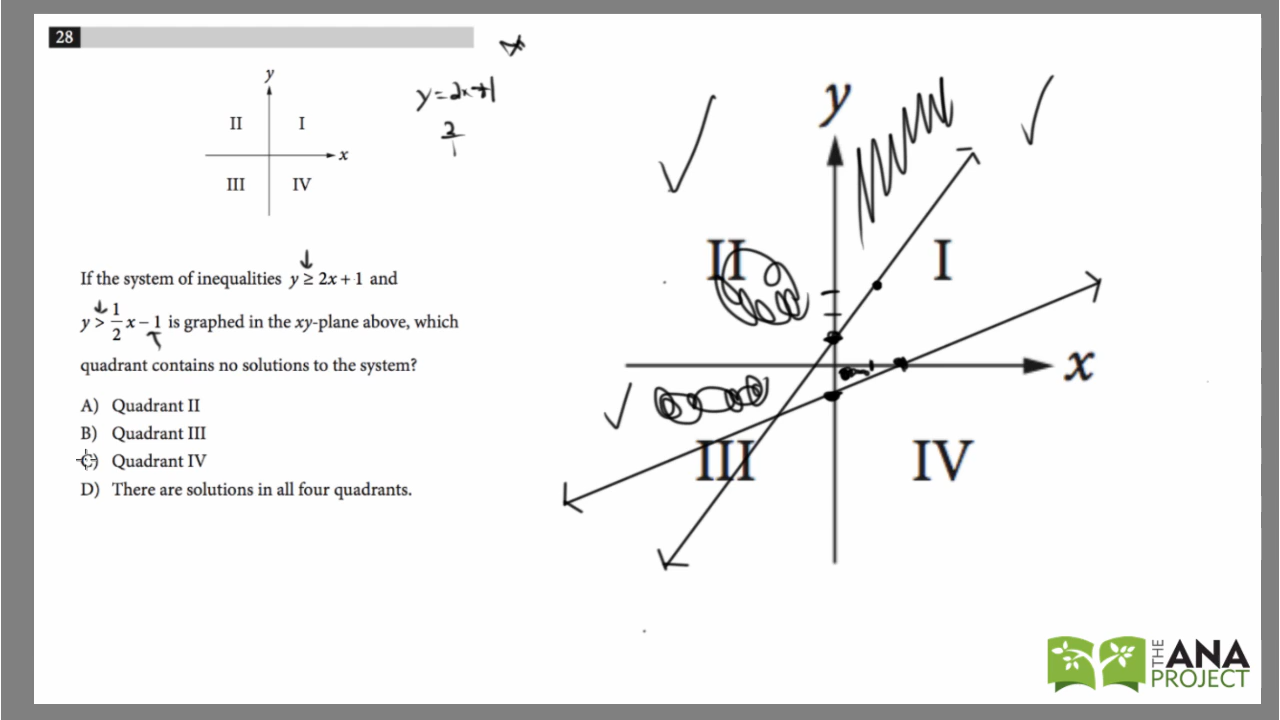 28
y
II I
x
III IV
y=2x+1
2
1
If the system of inequalities y ≥ 2x + 1 and
y > 1/2 x − 1 is graphed in the xy-plane above, which
quadrant contains no solutions to the system?
A) Quadrant II
B) Quadrant III
C) Quadrant IV
D) There are solutions in all four quadrants.
y
II I
x
III IV
THE ANA
PROJECT